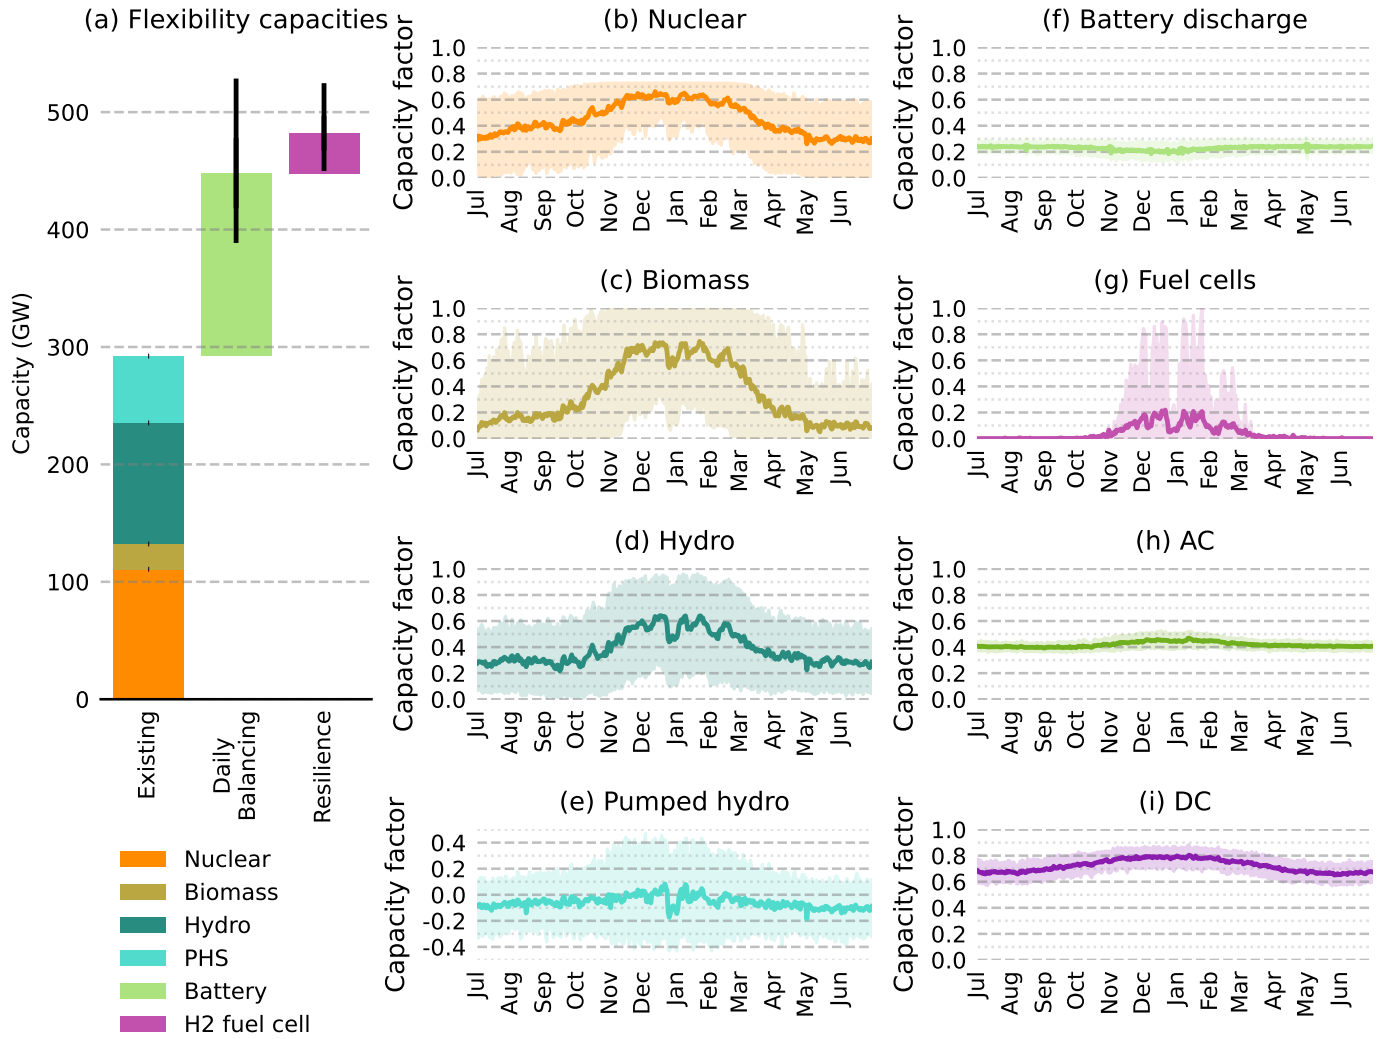 (a) Flexibility capacities
Capacity (GW)
500
400
300
200
100
0
Existing
Daily
Balancing
Resilience
Nuclear
Biomass
Hydro
PHS
Battery
H2 fuel cell
(b) Nuclear
Capacity factor
1.0
0.8
0.6
0.4
0.2
0.0
Jul Aug Sep Oct Nov Dec Jan Feb Mar Apr May Jun
(c) Biomass
Capacity factor
1.0
0.8
0.6
0.4
0.2
0.0
Jul Aug Sep Oct Nov Dec Jan Feb Mar Apr May Jun
(d) Hydro
Capacity factor
1.0
0.8
0.6
0.4
0.2
0.0
Jul Aug Sep Oct Nov Dec Jan Feb Mar Apr May Jun
(e) Pumped hydro
Capacity factor
0.4
0.2
0.0
-0.2
-0.4
Jul Aug Sep Oct Nov Dec Jan Feb Mar Apr May Jun
(f) Battery discharge
Capacity factor
1.0
0.8
0.6
0.4
0.2
0.0
Jul Aug Sep Oct Nov Dec Jan Feb Mar Apr May Jun
(g) Fuel cells
Capacity factor
1.0
0.8
0.6
0.4
0.2
0.0
Jul Aug Sep Oct Nov Dec Jan Feb Mar Apr May Jun
(h) AC
Capacity factor
1.0
0.8
0.6
0.4
0.2
0.0
Jul Aug Sep Oct Nov Dec Jan Feb Mar Apr May Jun
(i) DC
Capacity factor
1.0
0.8
0.6
0.4
0.2
0.0
Jul Aug Sep Oct Nov Dec Jan Feb Mar Apr May Jun